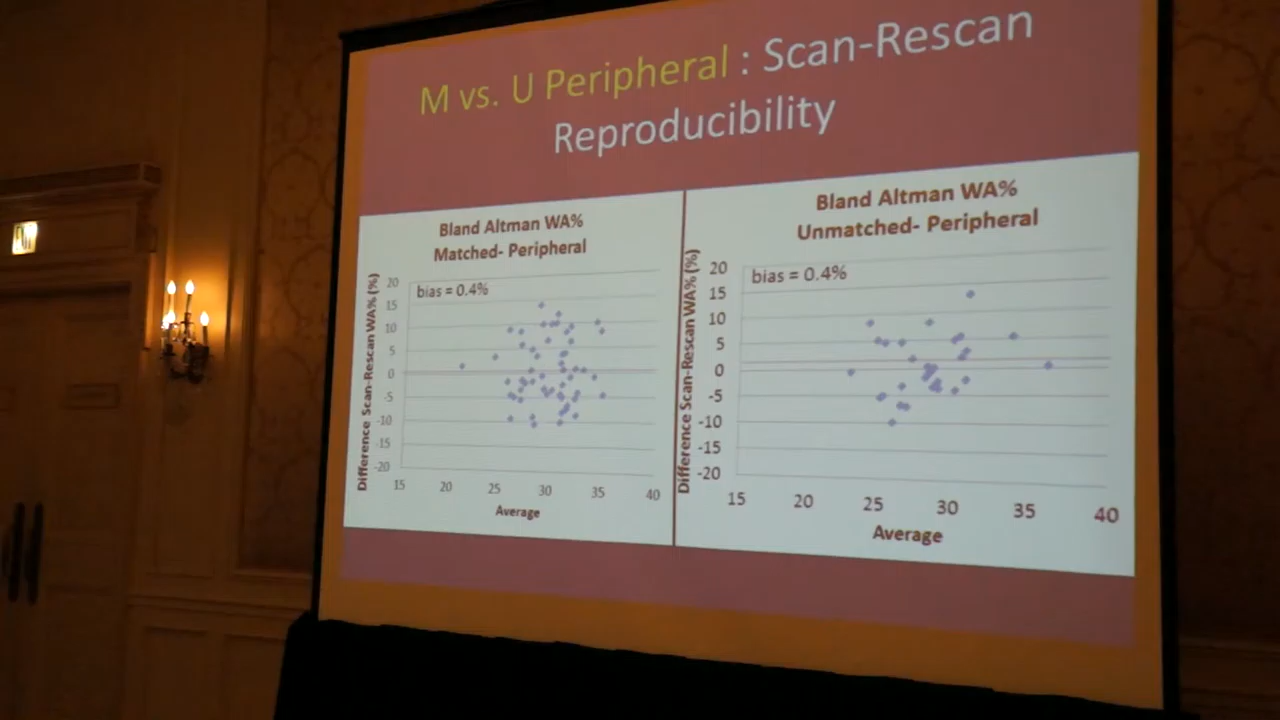 M vs. U Peripheral : Scan-Rescan
Reproducibility
Bland Altman WA%
Matched- Peripheral
Difference Scan-Rescan WA% (%)
20
15
10
5
0
-5
-10
-15
-20
bias = 0.4%
15 20 25 30 35 40
Average
Bland Altman WA%
Unmatched- Peripheral
Difference Scan-Rescan WA% (%)
20
15
10
5
0
-5
-10
-15
-20
bias = 0.4%
15 20 25 30 35 40
Average